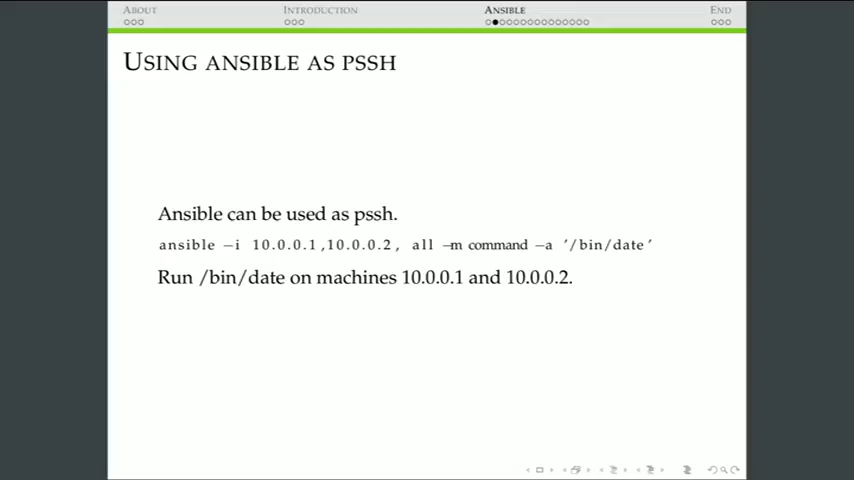 ABOUT INTRODUCTION ANSIBLE END
USING ANSIBLE AS PSSH
Ansible can be used as pssh.
ansible −i 10.0.0.1,10.0.0.2, all −m command −a '/bin/date'
Run /bin/date on machines 10.0.0.1 and 10.0.0.2.